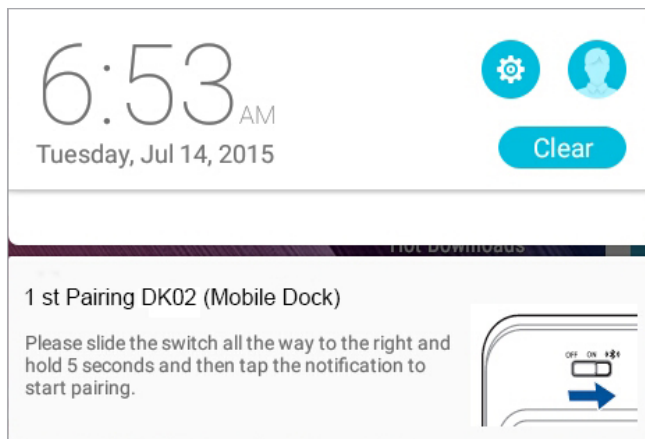 6:53 AM
Tuesday, Jul 14, 2015
Clear
Hot Downloads
1 st Pairing DK02 (Mobile Dock)
Please slide the switch all the way to the right and
hold 5 seconds and then tap the notification to
start pairing.
OFF ON